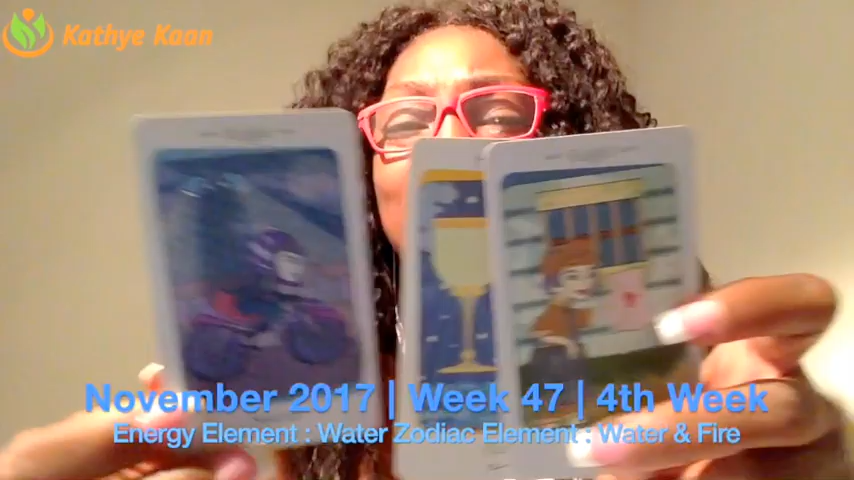 Kathye Kaan
November 2017 | Week 47 | 4th Week
Energy Element : Water Zodiac Element : Water & Fire